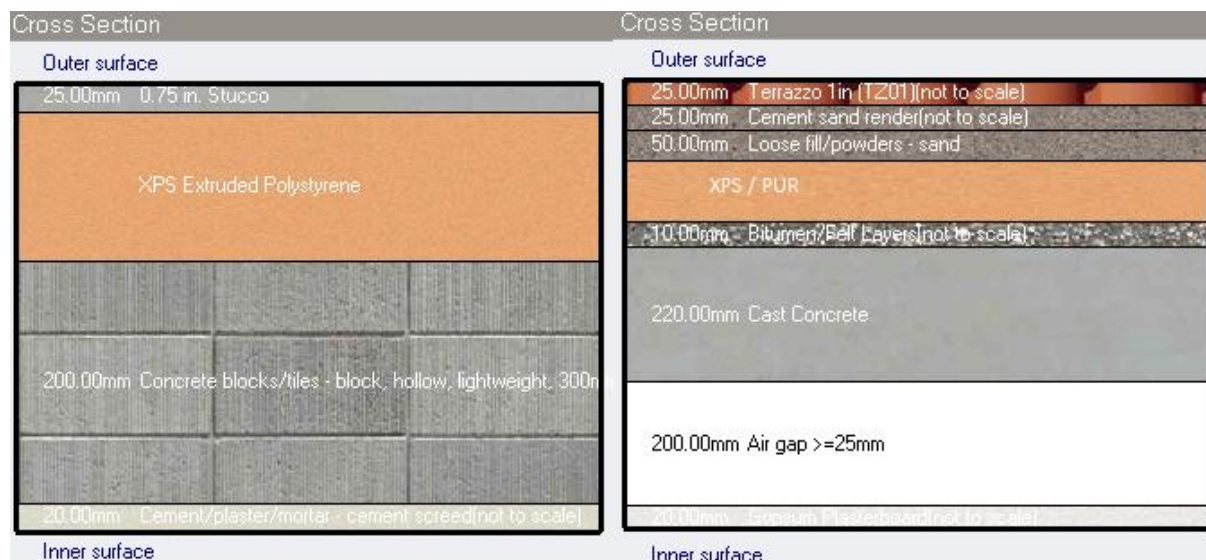 Cross Section
Outer surface
25.00mm 0.75 in. Stucco
XPS Extruded Polystyrene
200.00mm Concrete blocks/tiles - block, hollow, lightweight, 300m
20.00mm Cement/plaster/mortar - cement screed(not to scale)
Inner surface
Cross Section
Outer surface
25.00mm Terrazzo 1in (TZ01)(not to scale)
25.00mm Cement sand render(not to scale)
50.00mm Loose fill/powders - sand
XPS / PUR
10.00mm Bitumen/Felt Layers(not to scale)
220.00mm Cast Concrete
200.00mm Air gap >=25mm
20.00mm Gypsum Plasterboard(not to scale)
Inner surface